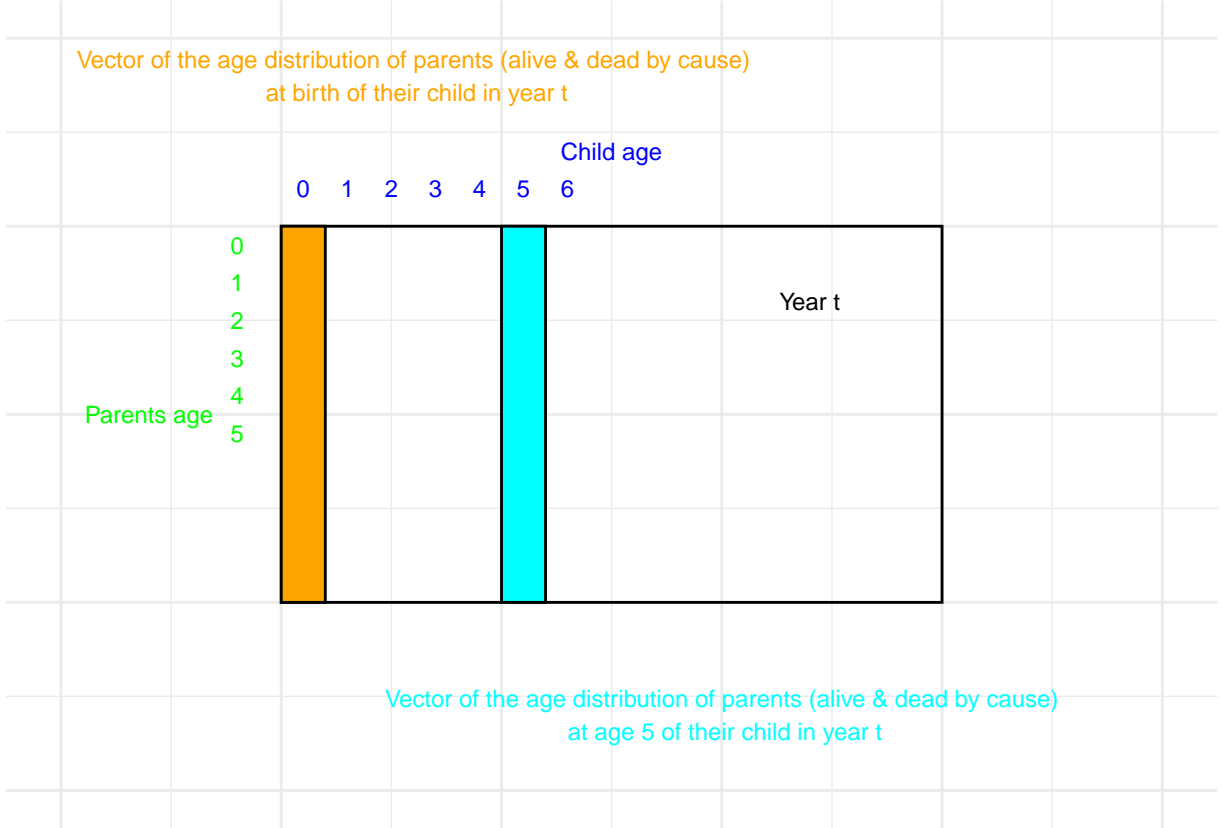 Vector of the age distribution of parents (alive & dead by cause)
at birth of their child in year t
Child age
0 1 2 3 4 5 6
0
1
Year t
2
3
4
Parents age
5
Vector of the age distribution of parents (alive & dead by cause)
at age 5 of their child in year t